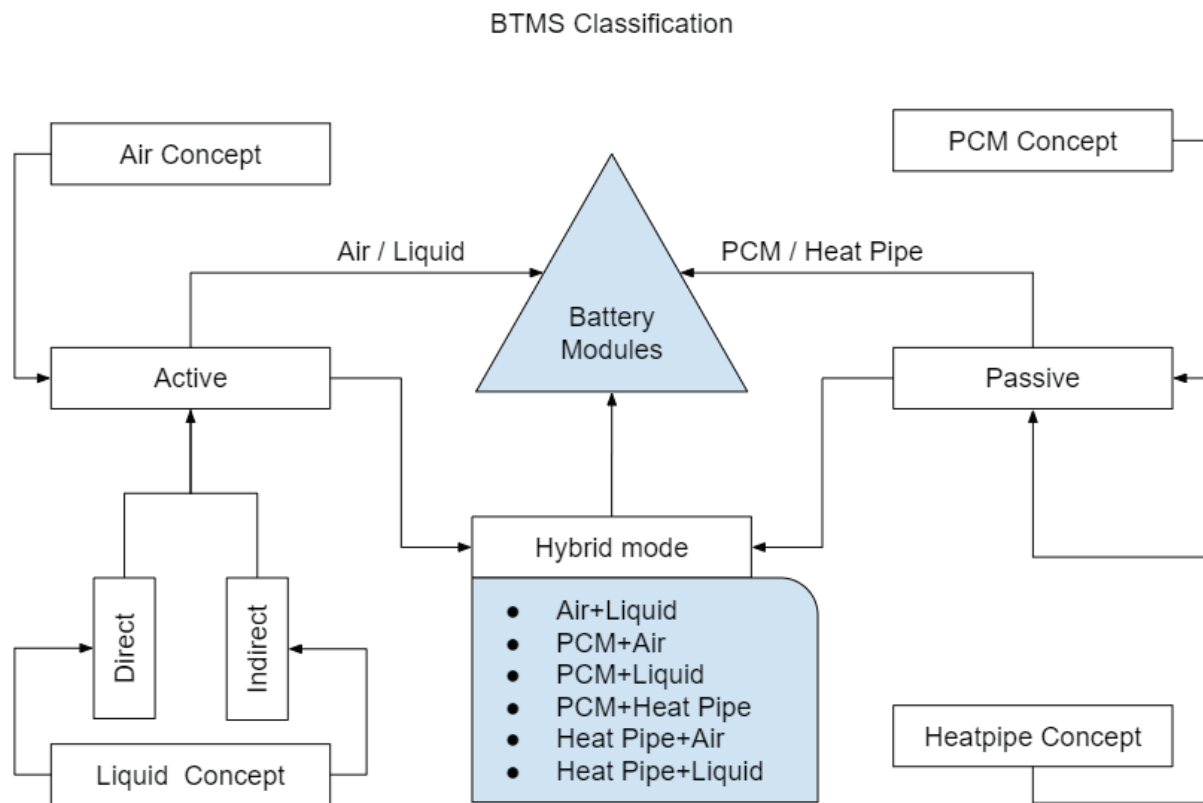 BTMS Classification
Air Concept
PCM Concept
Air / Liquid
PCM / Heat Pipe
Battery
Modules
Active
Passive
Hybrid mode
Direct
Indirect
● Air+Liquid
● PCM+Air
● PCM+Liquid
● PCM+Heat Pipe
● Heat Pipe+Air
● Heat Pipe+Liquid
Liquid Concept
Heatpipe Concept